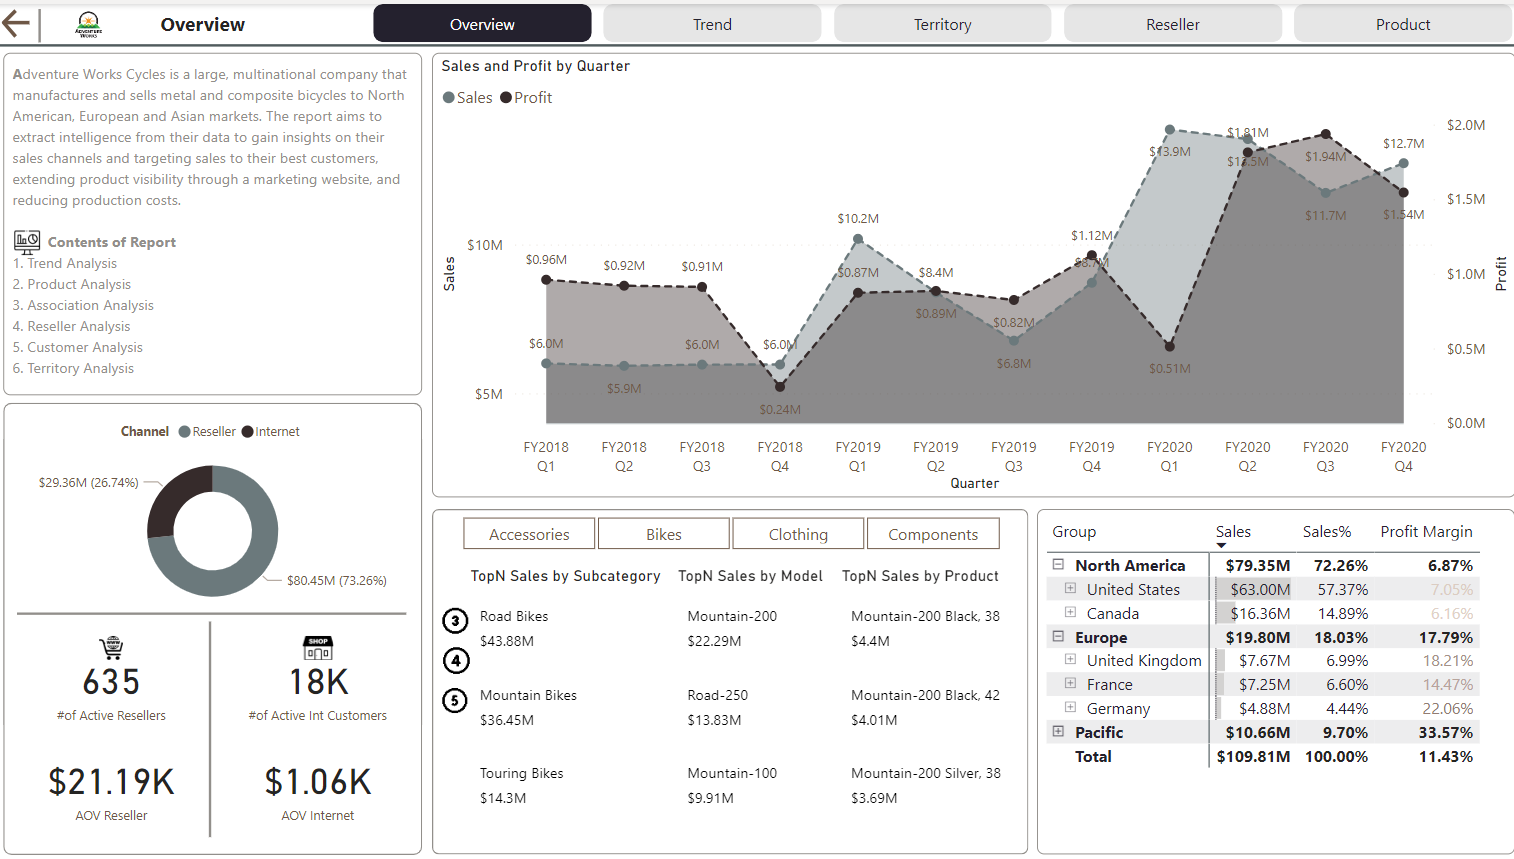 ADVENTURE
WORKS
Overview
Overview
Trend
Territory
Reseller
Product
Adventure Works Cycles is a large, multinational company that
manufactures and sells metal and composite bicycles to North
American, European and Asian markets. The report aims to
extract intelligence from their data to gain insights on their
sales channels and targeting sales to their best customers,
extending product visibility through a marketing website, and
reducing production costs.
Contents of Report
1. Trend Analysis
2. Product Analysis
3. Association Analysis
4. Reseller Analysis
5. Customer Analysis
6. Territory Analysis
Sales and Profit by Quarter
Sales Profit
$10M
$5M
Sales
$0.96M
$0.92M
$0.91M
$6.0M
$5.9M
$6.0M
$6.0M
$0.24M
$10.2M
$0.87M
$8.4M
$0.89M
$0.82M
$6.8M
$1.12M
$8.7M
$13.9M
$0.51M
$1.81M
$13.5M
$1.94M
$11.7M
$12.7M
$1.54M
$2.0M
$1.5M
$1.0M
$0.5M
$0.0M
Profit
FY2018 FY2018 FY2018 FY2018 FY2019 FY2019 FY2019 FY2019 FY2020 FY2020 FY2020 FY2020
Q1 Q2 Q3 Q4 Q1 Q2 Q3 Q4 Q1 Q2 Q3 Q4
Quarter
Channel Reseller Internet
$29.36M (26.74%)
$80.45M (73.26%)
WWW
635
#of Active Resellers
SHOP
18K
#of Active Int Customers
$21.19K
AOV Reseller
$1.06K
AOV Internet
Accessories Bikes Clothing Components
TopN Sales by Subcategory TopN Sales by Model TopN Sales by Product
3
4
5
Road Bikes Mountain-200 Mountain-200 Black, 38
$43.88M $22.29M $4.4M
Mountain Bikes Road-250 Mountain-200 Black, 42
$36.45M $13.83M $4.01M
Touring Bikes Mountain-100 Mountain-200 Silver, 38
$14.3M $9.91M $3.69M
Group Sales Sales% Profit Margin
North America $79.35M 72.26% 6.87%
United States $63.00M 57.37% 7.05%
Canada $16.36M 14.89% 6.16%
Europe $19.80M 18.03% 17.79%
United Kingdom $7.67M 6.99% 18.21%
France $7.25M 6.60% 14.47%
Germany $4.88M 4.44% 22.06%
Pacific $10.66M 9.70% 33.57%
Total $109.81M 100.00% 11.43%